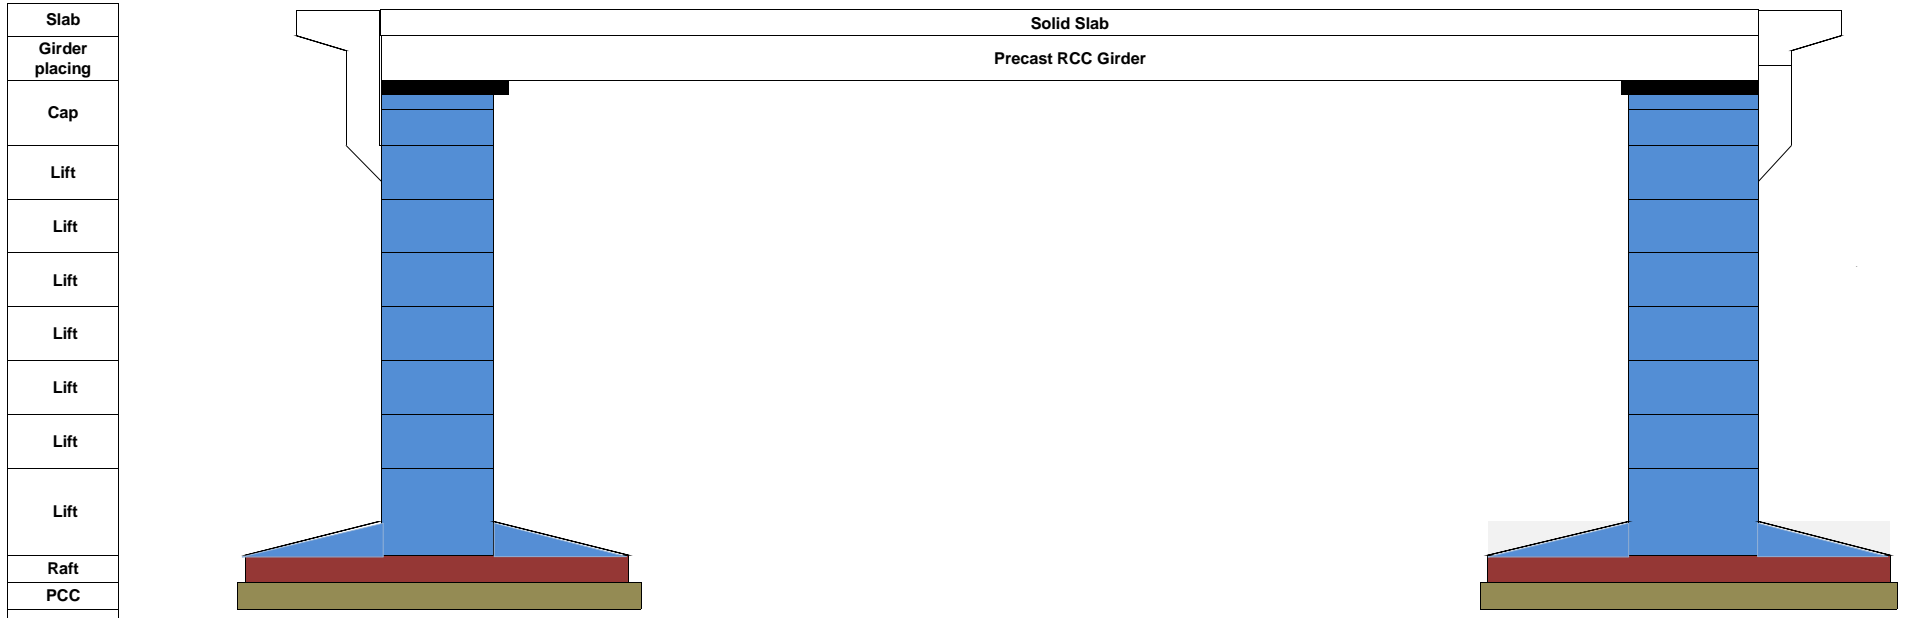 Slab
Girder
placing
Cap
Lift
Lift
Lift
Lift
Lift
Lift
Lift
Raft
PCC
Solid Slab
Precast RCC Girder